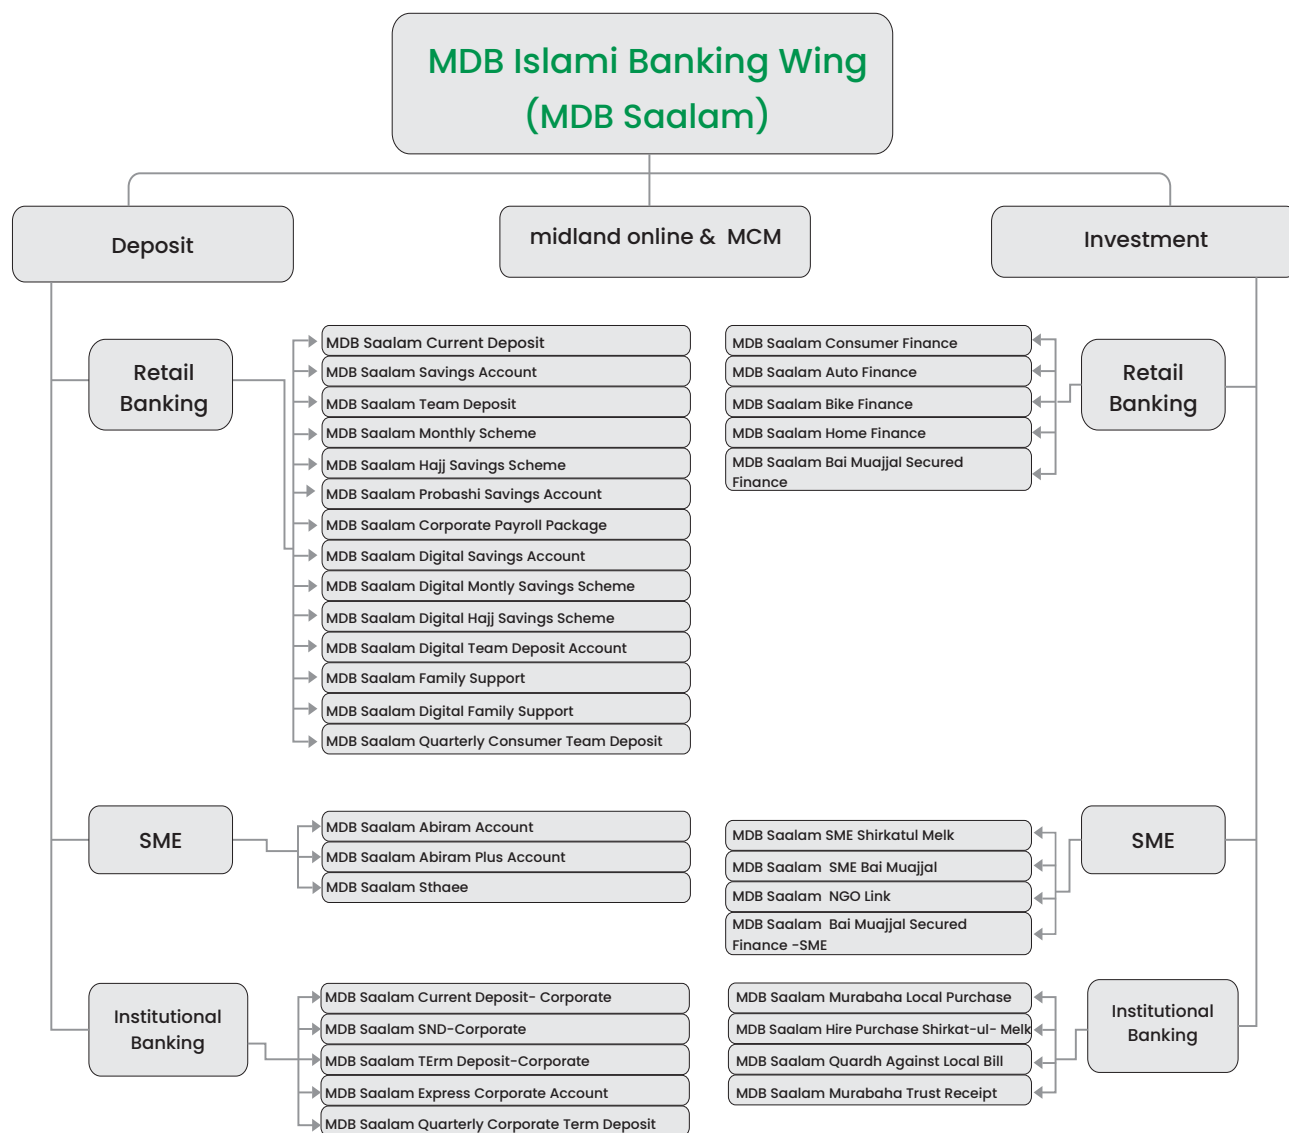 MDB Islami Banking Wing
(MDB Saalam)
Deposit
midland online & MCM
Investment
Retail
Banking
MDB Saalam Current Deposit
MDB Saalam Savings Account
MDB Saalam Team Deposit
MDB Saalam Monthly Scheme
MDB Saalam Hajj Savings Scheme
MDB Saalam Probashi Savings Account
MDB Saalam Corporate Payroll Package
MDB Saalam Digital Savings Account
MDB Saalam Digital Montly Savings Scheme
MDB Saalam Digital Hajj Savings Scheme
MDB Saalam Digital Team Deposit Account
MDB Saalam Family Support
MDB Saalam Digital Family Support
MDB Saalam Quarterly Consumer Team Deposit
MDB Saalam Consumer Finance
MDB Saalam Auto Finance
MDB Saalam Bike Finance
MDB Saalam Home Finance
MDB Saalam Bai Muajjal Secured
Finance
Retail
Banking
SME
MDB Saalam Abiram Account
MDB Saalam Abiram Plus Account
MDB Saalam Sthaee
MDB Saalam SME Shirkatul Melk
MDB Saalam SME Bai Muajjal
MDB Saalam NGO Link
MDB Saalam Bai Muajjal Secured
Finance -SME
SME
Institutional
Banking
MDB Saalam Current Deposit- Corporate
MDB Saalam SND-Corporate
MDB Saalam TErm Deposit-Corporate
MDB Saalam Express Corporate Account
MDB Saalam Quarterly Corporate Term Deposit
MDB Saalam Murabaha Local Purchase
MDB Saalam Hire Purchase Shirkat-ul- Melk
MDB Saalam Quardh Against Local Bill
MDB Saalam Murabaha Trust Receipt
Institutional
Banking